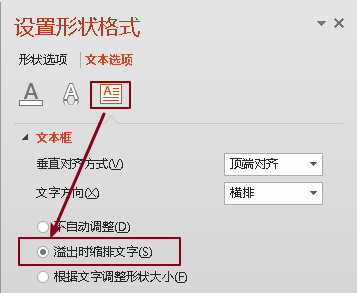 设置形状格式
形状选项 文本选项
文本框
垂直对齐方式(V) 顶端对齐
文字方向(X) 横排
不自动调整(D)
溢出时缩排文字(S)
根据文字调整形状大小(F)